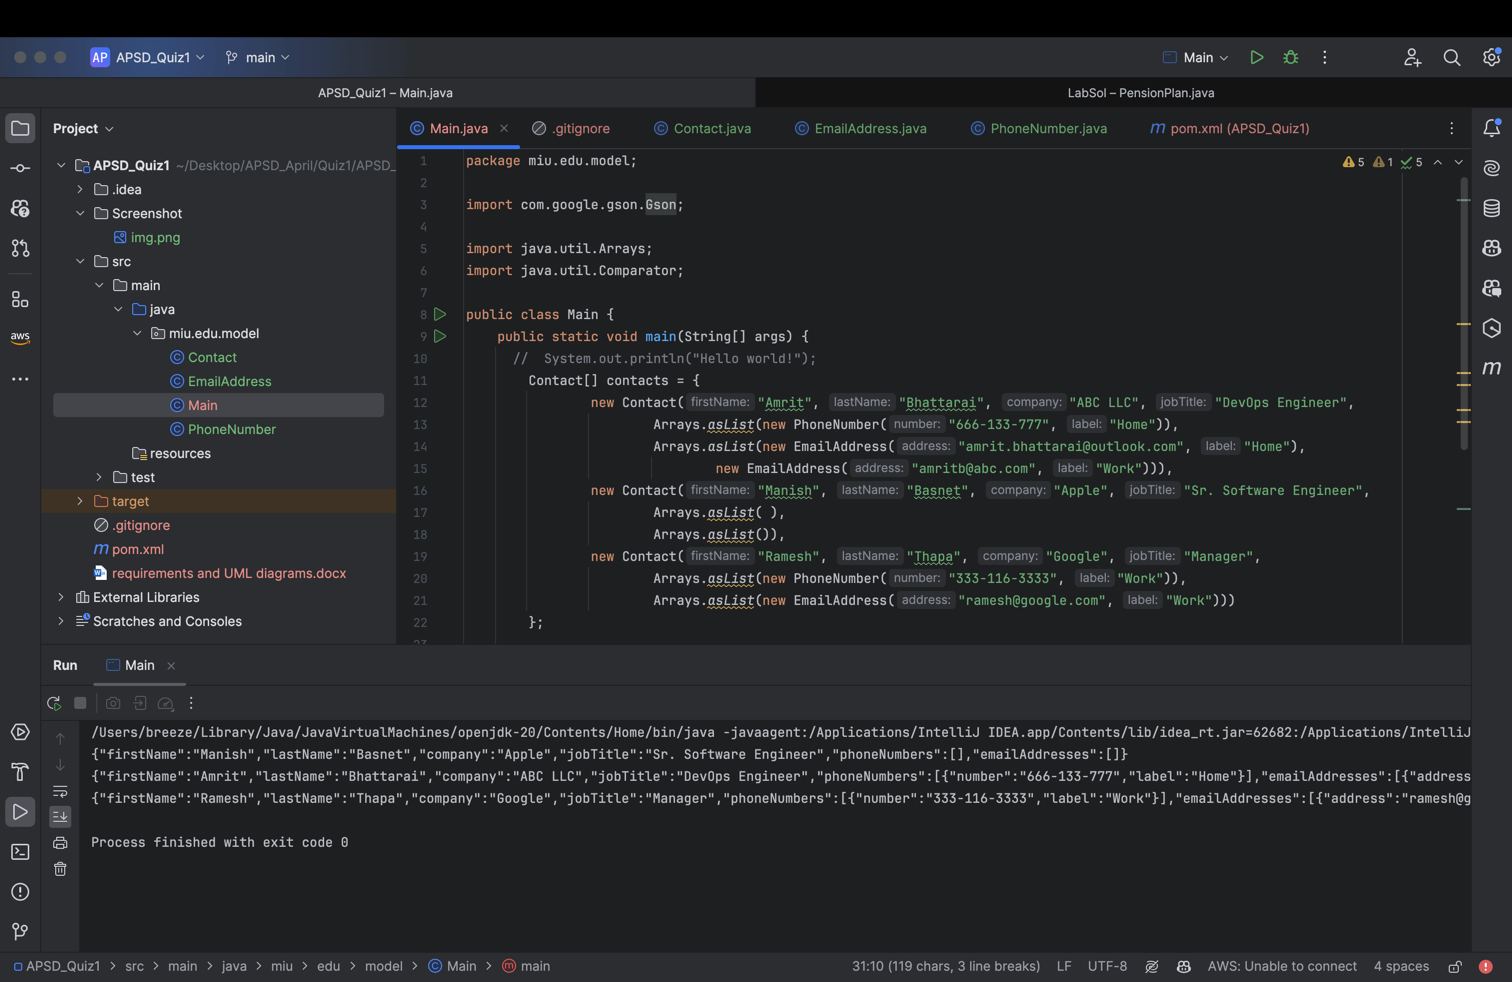 AP APSD_Quiz1 main Main
APSD_Quiz1 – Main.java LabSol – PensionPlan.java
Project
Main.java .gitignore Contact.java EmailAddress.java PhoneNumber.java m pom.xml (APSD_Quiz1)
APSD_Quiz1 ~/Desktop/APSD_April/Quiz1/APSD_
.idea
Screenshot
img.png
src
main
java
miu.edu.model
Contact
EmailAddress
Main
PhoneNumber
resources
test
target
.gitignore
m pom.xml
requirements and UML diagrams.docx
External Libraries
Scratches and Consoles
aws
5 1 5
1 package miu.edu.model;
2
3 import com.google.gson.Gson;
4
5 import java.util.Arrays;
6 import java.util.Comparator;
7
8 public class Main {
9 public static void main(String[] args) {
10 // System.out.println("Hello world!");
11 Contact[] contacts = {
12 new Contact( firstName: "Amrit", lastName: "Bhattarai", company: "ABC LLC", jobTitle: "DevOps Engineer",
13 Arrays.asList(new PhoneNumber( number: "666-133-777", label: "Home")),
14 Arrays.asList(new EmailAddress( address: "amrit.bhattarai@outlook.com", label: "Home"),
15 new EmailAddress( address: "amritb@abc.com", label: "Work"))),
16 new Contact( firstName: "Manish", lastName: "Basnet", company: "Apple", jobTitle: "Sr. Software Engineer",
17 Arrays.asList( ),
18 Arrays.asList()),
19 new Contact( firstName: "Ramesh", lastName: "Thapa", company: "Google", jobTitle: "Manager",
20 Arrays.asList(new PhoneNumber( number: "333-116-3333", label: "Work")),
21 Arrays.asList(new EmailAddress( address: "ramesh@google.com", label: "Work")))
22 };
Run Main
/Users/breeze/Library/Java/JavaVirtualMachines/openjdk-20/Contents/Home/bin/java -javaagent:/Applications/IntelliJ IDEA.app/Contents/lib/idea_rt.jar=62682:/Applications/IntelliJ
{"firstName":"Manish","lastName":"Basnet","company":"Apple","jobTitle":"Sr. Software Engineer","phoneNumbers":[],"emailAddresses":[]}
{"firstName":"Amrit","lastName":"Bhattarai","company":"ABC LLC","jobTitle":"DevOps Engineer","phoneNumbers":[{"number":"666-133-777","label":"Home"}],"emailAddresses":[{"address
{"firstName":"Ramesh","lastName":"Thapa","company":"Google","jobTitle":"Manager","phoneNumbers":[{"number":"333-116-3333","label":"Work"}],"emailAddresses":[{"address":"ramesh@g
Process finished with exit code 0
APSD_Quiz1 > src > main > java > miu > edu > model > Main > m main 31:10 (119 chars, 3 line breaks) LF UTF-8 AWS: Unable to connect 4 spaces